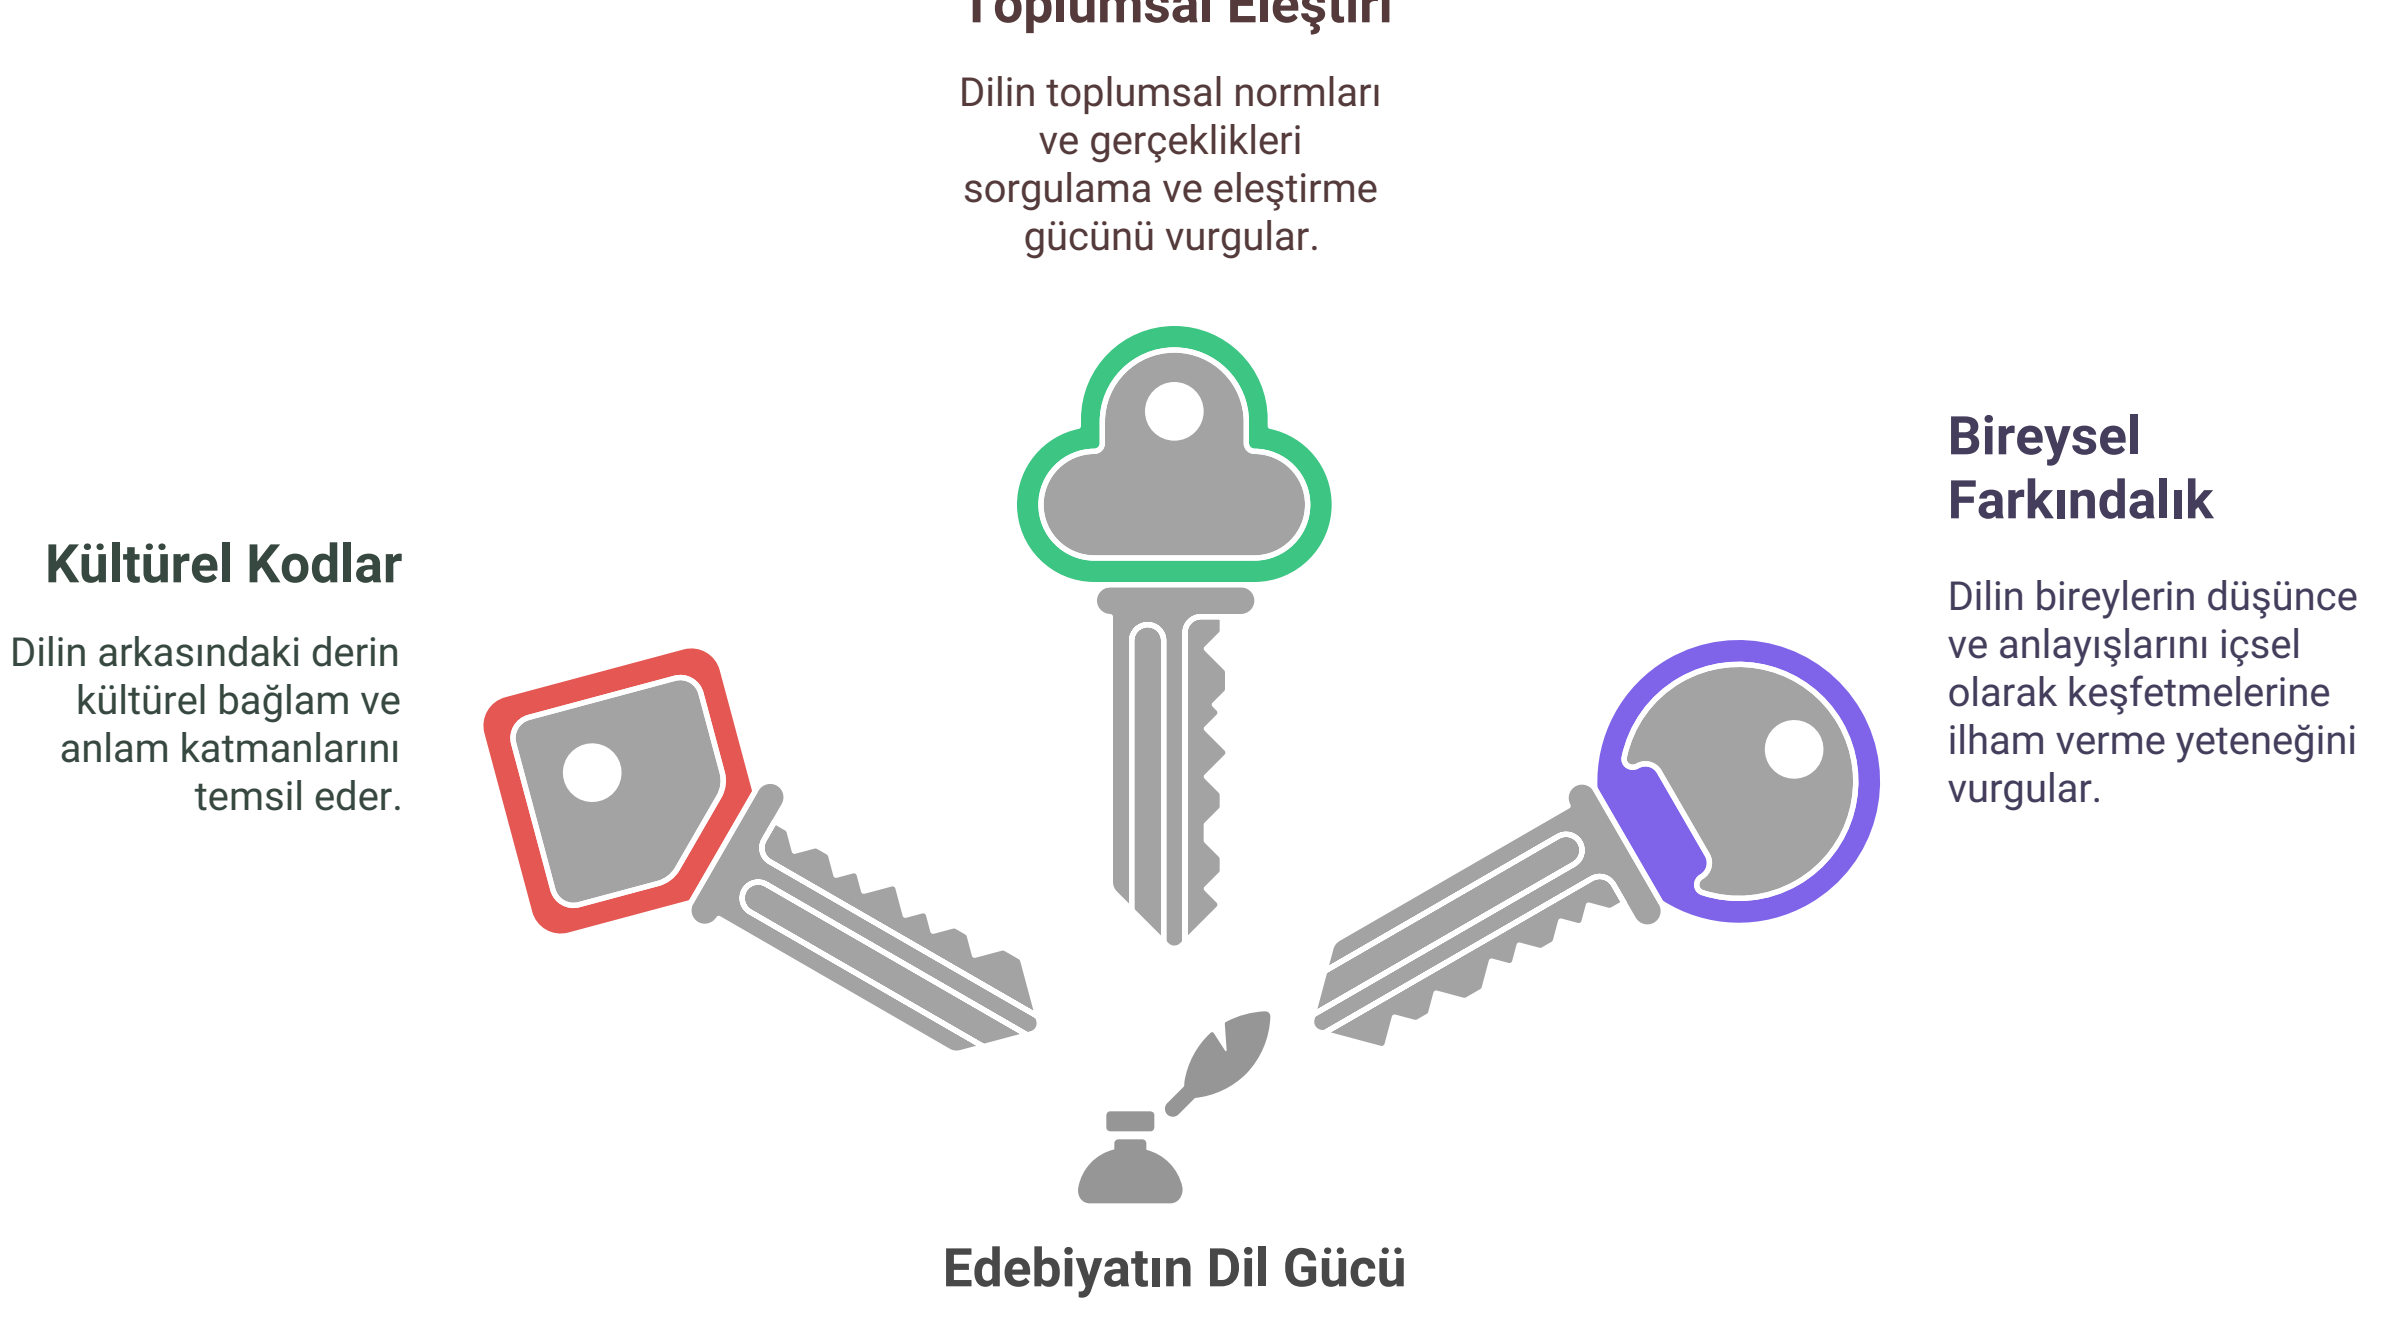 Toplumsal Eleştiri
Dilin toplumsal normları
ve gerçeklikleri
sorgulama ve eleştirme
gücünü vurgular.
Kültürel Kodlar
Dilin arkasındaki derin
kültürel bağlam ve
anlam katmanlarını
temsil eder.
Bireysel
Farkındalık
Dilin bireylerin düşünce
ve anlayışlarını içsel
olarak keşfetmelerine
ilham verme yeteneğini
vurgular.
Edebiyatın Dil Gücü